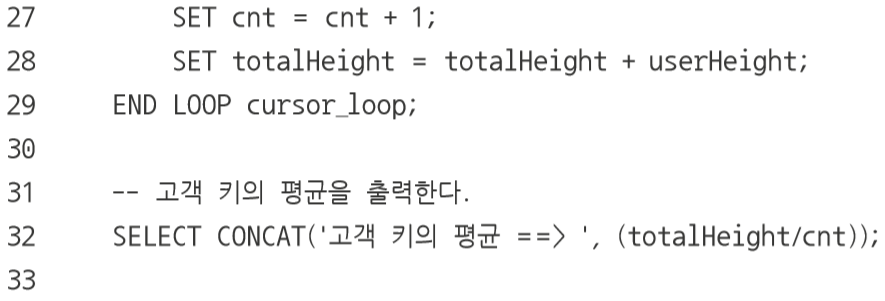 27 SET cnt = cnt + 1;
28 SET totalHeight = totalHeight + userHeight;
29 END LOOP cursor_loop;
30
31 -- 고객 키의 평균을 출력한다.
32 SELECT CONCAT('고객 키의 평균 ==> ', (totalHeight/cnt));
33